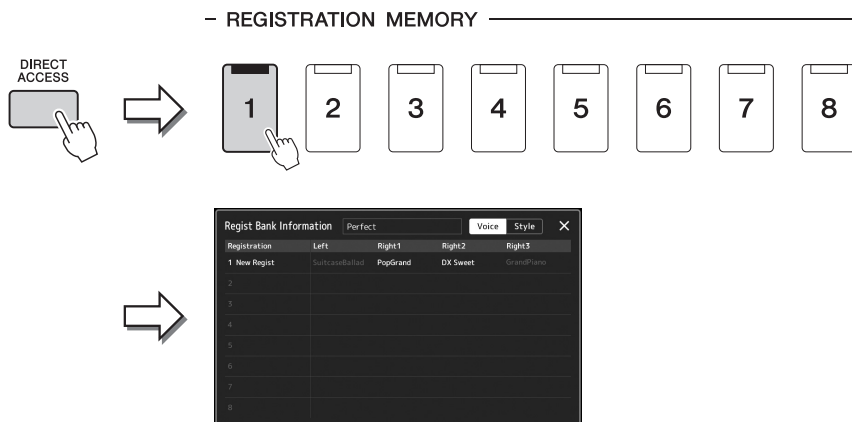 REGISTRATION MEMORY
DIRECT
ACCESS
1 2 3 4 5 6 7 8
Regist Bank Information Perfect Voice Style ×
Registration Left Right1 Right2 Right3
1 New Regist SuitcaseBallad PopGrand DX Sweet GrandPiano
2
3
4
5
6
7
8